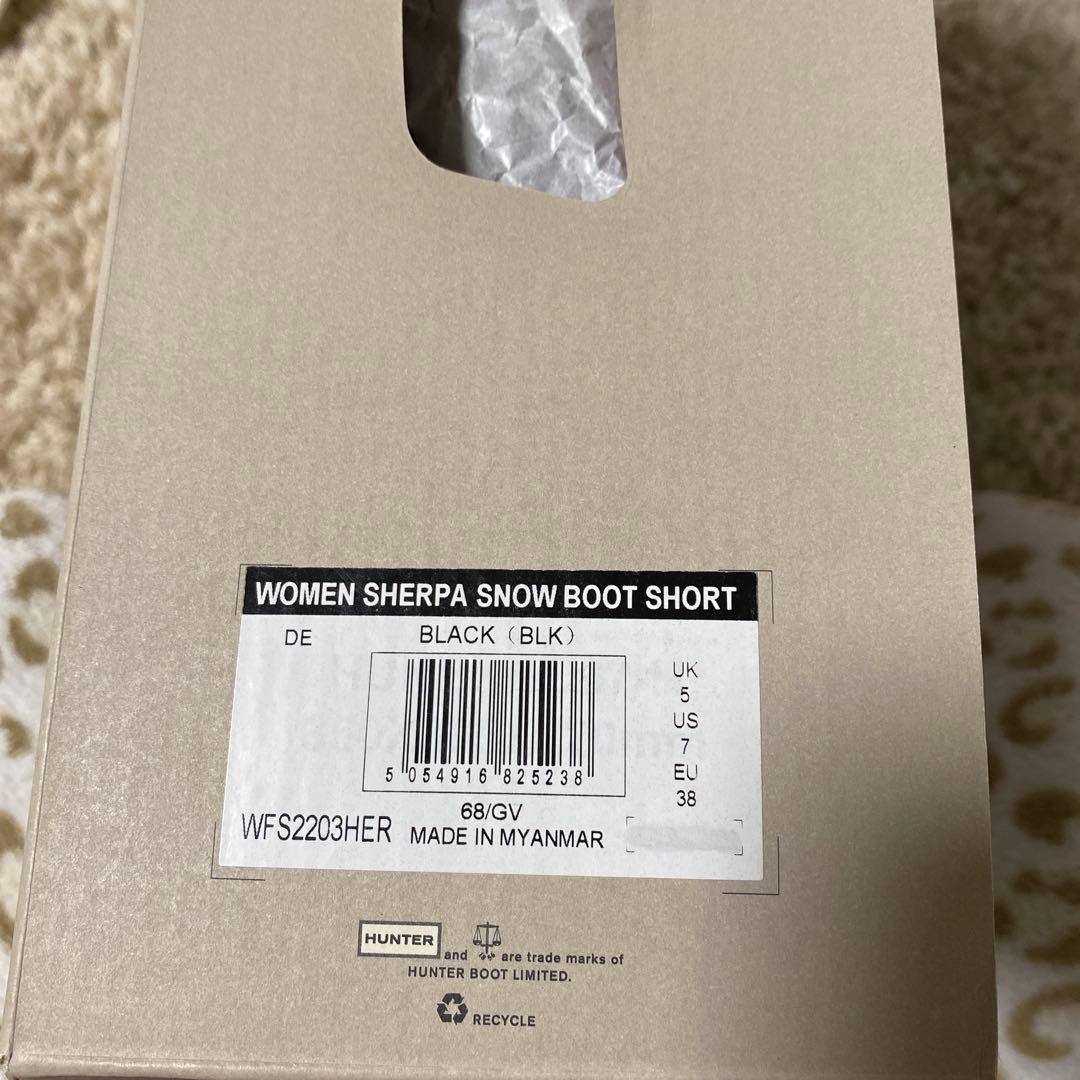 WOMEN SHERPA SNOW BOOT SHORT
DE
BLACK (BLK)
5 054916 825238
UK
5
US
7
EU
38
68/GV
WFS2203HER MADE IN MYANMAR
HUNTER and are trade marks of
HUNTER BOOT LIMITED.
RECYCLE